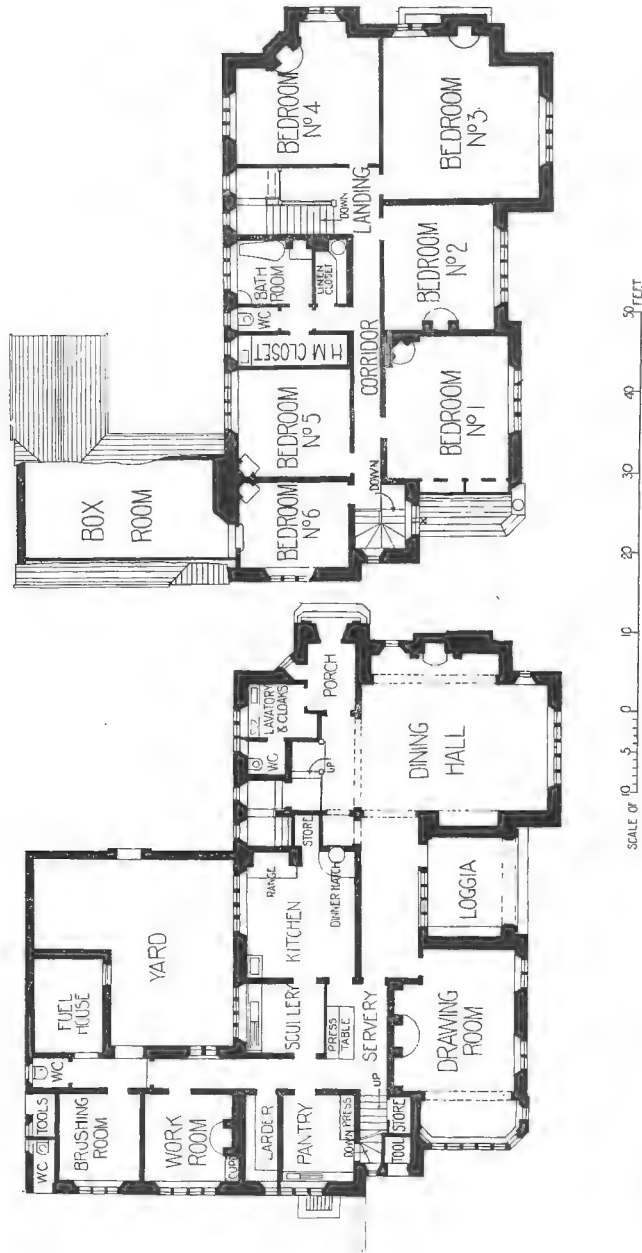 BEDROOM
Nº 4
BEDROOM
Nº 3.
DOWN
LANDING
BATH
ROOM
LINEN
CLOSET
WC
H M CLOSET
BEDROOM
Nº 2
CORRIDOR
BEDROOM
Nº 5
BEDROOM
Nº 1
BEDROOM
Nº 6
DOWN
BOX
ROOM
PORCH
LAVATORY
& CLOAKS
WC
UP
DINING
HALL
STORE
RANGE
KITCHEN
DINNER HATCH
LOGGIA
YARD
FUEL
HOUSE
SCULLERY
PRESS
TABLE
SERVERY
DRAWING
ROOM
WC
TOOLS
WC
BRUSHING
ROOM
WORK
ROOM
CUPD
LARDER
PANTRY
PRESS
DOWN
UP
STORE
TOOL
SCALE OF 10 5 0 10 20 30 40 50 FEET